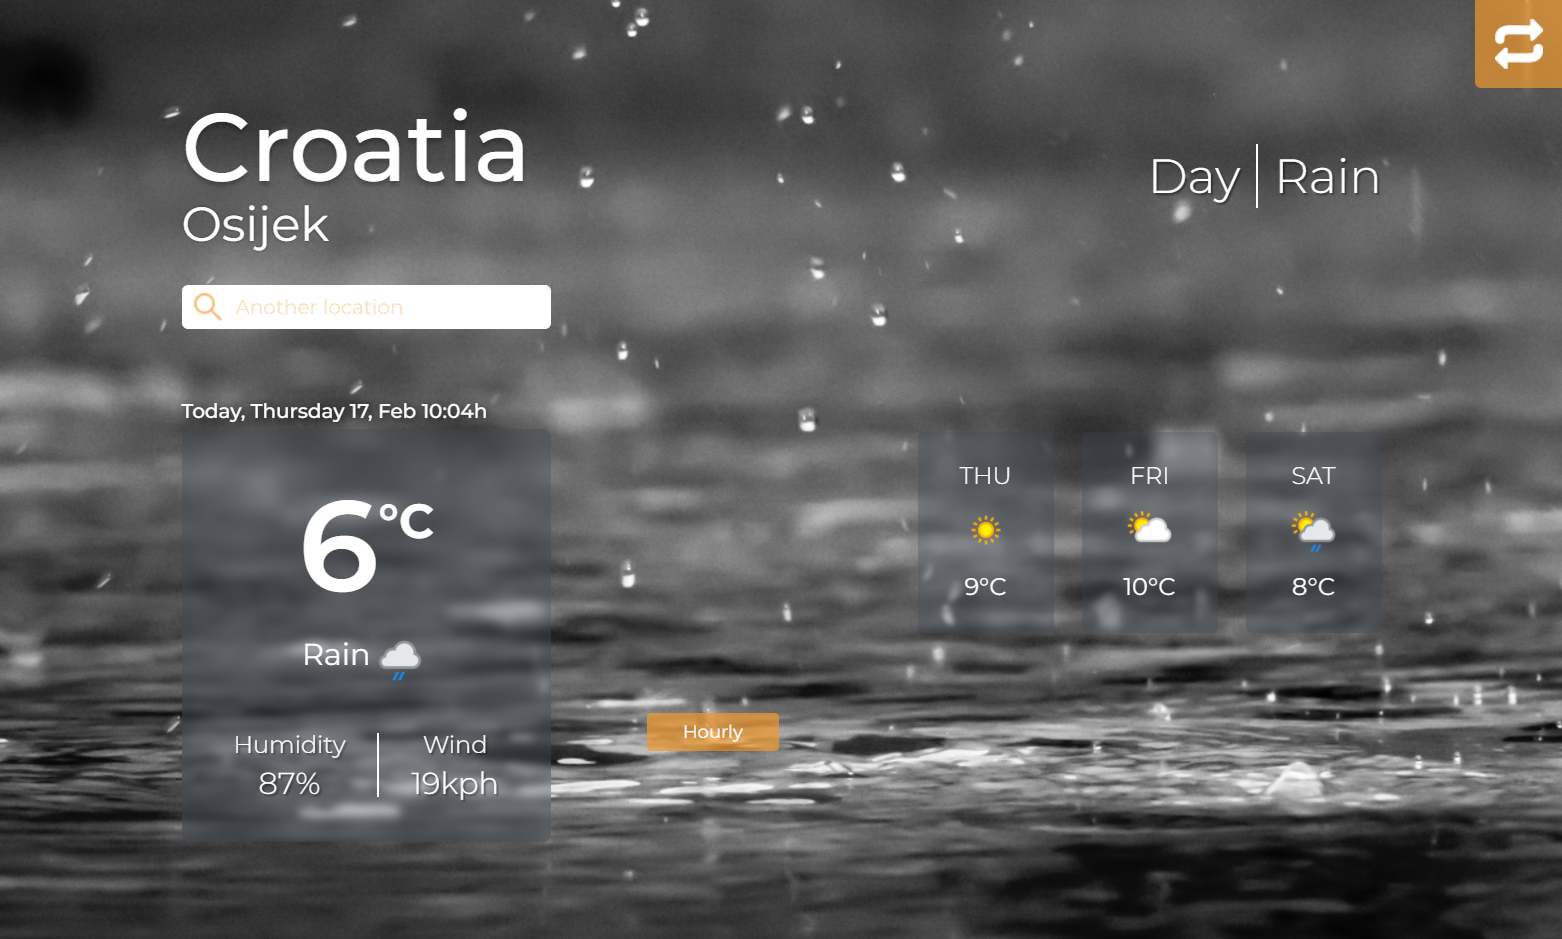 Croatia
Osijek
Day | Rain
Another location
Today, Thursday 17, Feb 10:04h
6°C
Rain
Humidity
87%
Wind
19kph
Hourly
THU
9°C
FRI
10°C
SAT
8°C